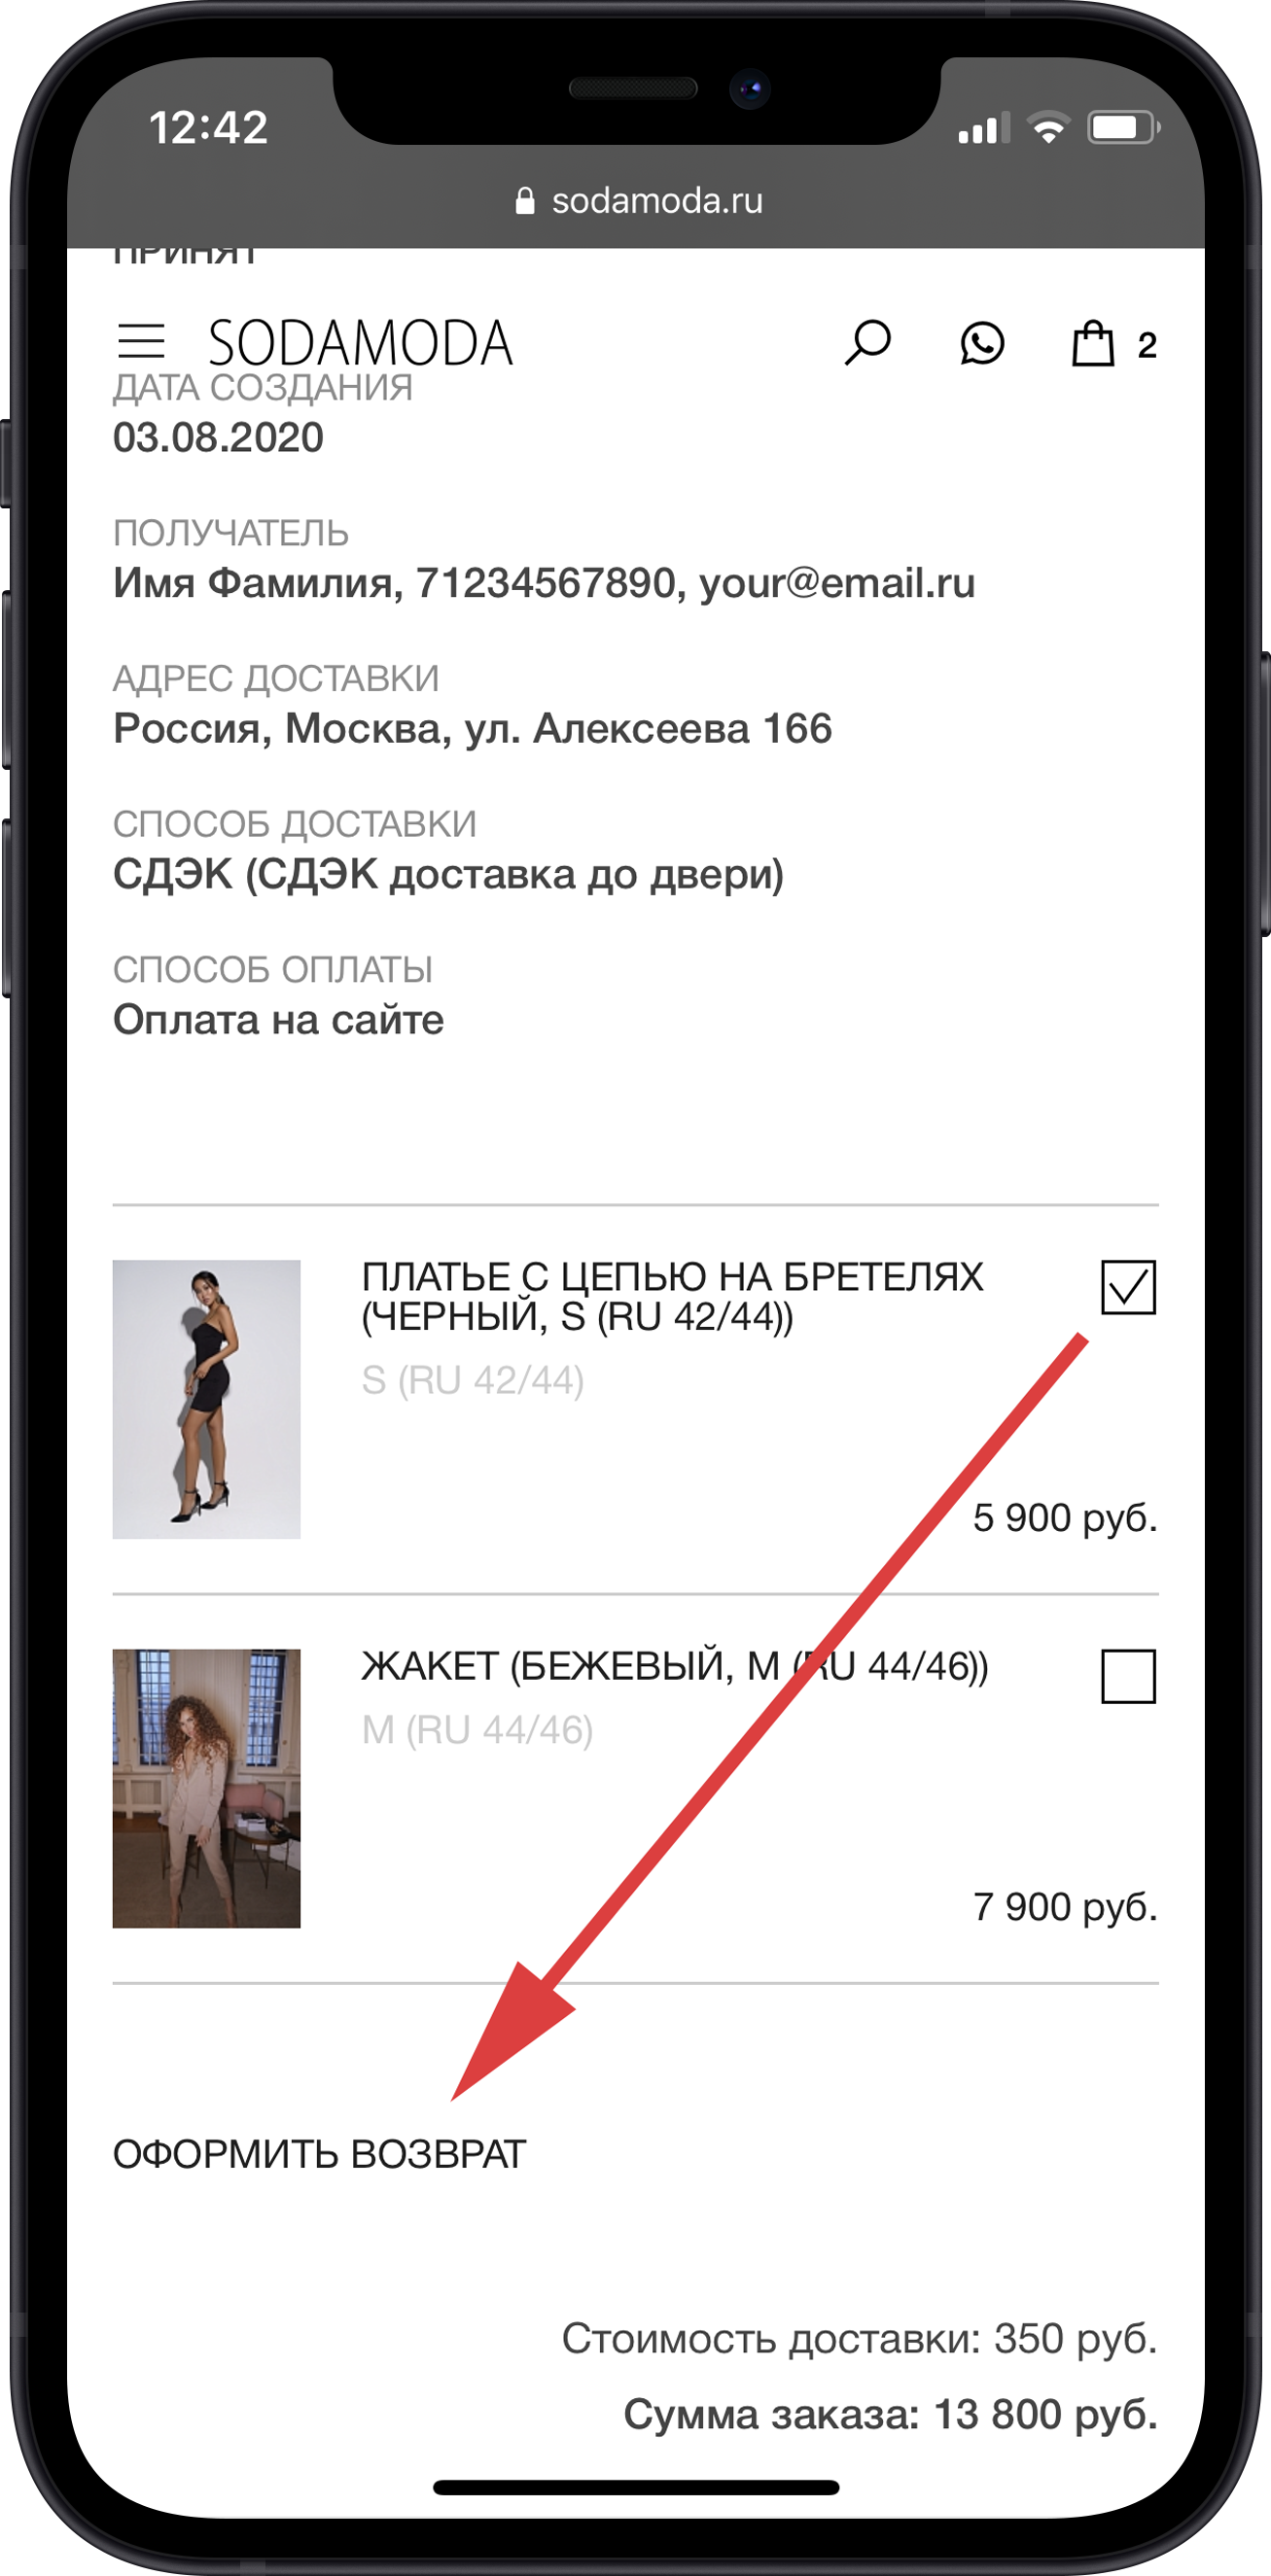 12:42
sodamoda.ru
ПРИНЯТ
SODAMODA
2
ДАТА СОЗДАНИЯ
03.08.2020
ПОЛУЧАТЕЛЬ
Имя Фамилия, 71234567890, your@email.ru
АДРЕС ДОСТАВКИ
Россия, Москва, ул. Алексеева 166
СПОСОБ ДОСТАВКИ
СДЭК (СДЭК доставка до двери)
СПОСОБ ОПЛАТЫ
Оплата на сайте
ПЛАТЬЕ С ЦЕПЬЮ НА БРЕТЕЛЯХ
(ЧЕРНЫЙ, S (RU 42/44))
S (RU 42/44)
5 900 руб.
ЖАКЕТ (БЕЖЕВЫЙ, M (RU 44/46))
M (RU 44/46)
7 900 руб.
ОФОРМИТЬ ВОЗВРАТ
Стоимость доставки: 350 руб.
Сумма заказа: 13 800 руб.